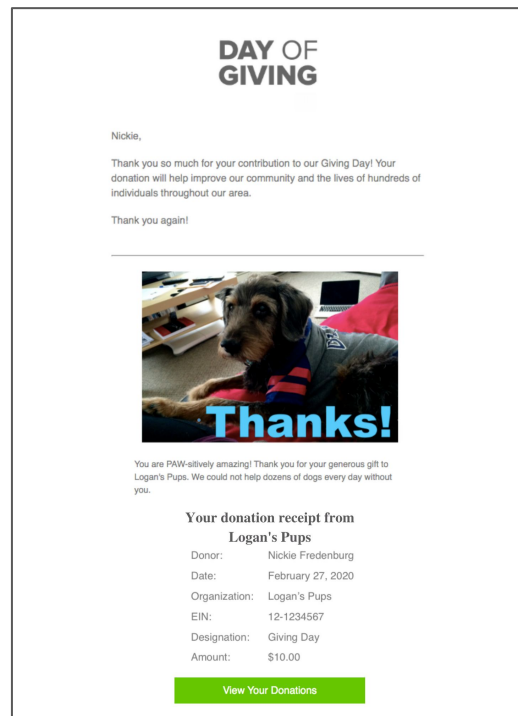 DAY OF
GIVING
Nickie,
Thank you so much for your contribution to our Giving Day! Your
donation will help improve our community and the lives of hundreds of
individuals throughout our area.
Thank you again!
Thanks!
You are PAW-sitively amazing! Thank you for your generous gift to
Logan's Pups. We could not help dozens of dogs every day without
you.
Your donation receipt from
Logan's Pups
Donor: Nickie Fredenburg
Date: February 27, 2020
Organization: Logan's Pups
EIN: 12-1234567
Designation: Giving Day
Amount: $10.00
View Your Donations